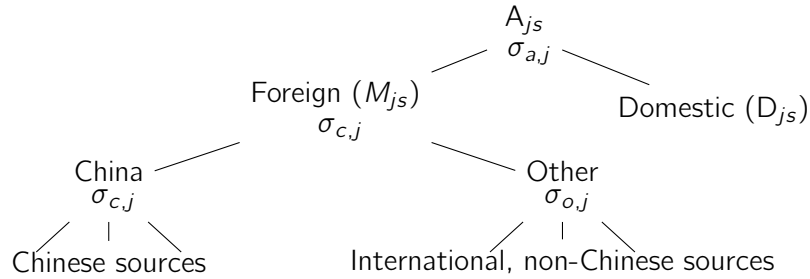 A_{js}
σ_{a,j}
Foreign (M_{js})
σ_{c,j}
Domestic (D_{js})
China
σ_{c,j}
Other
σ_{o,j}
Chinese sources
International, non-Chinese sources